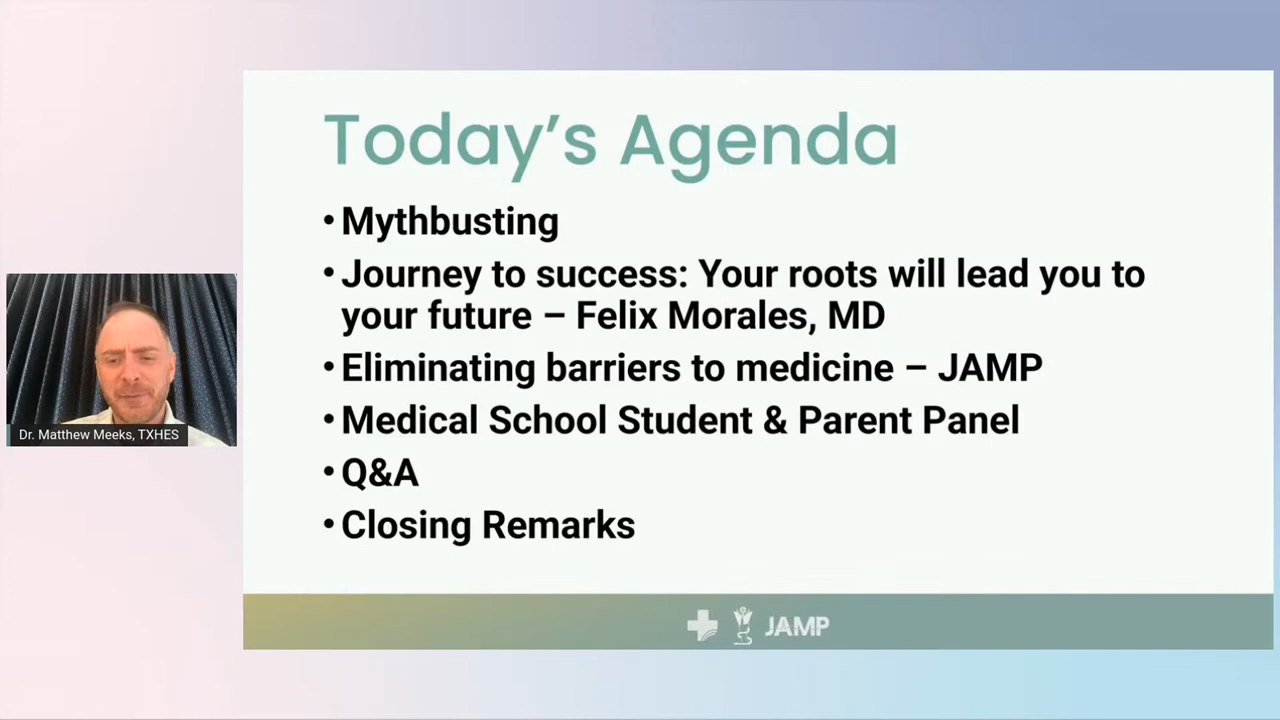 Today’s Agenda
• Mythbusting
• Journey to success: Your roots will lead you to
your future – Felix Morales, MD
• Eliminating barriers to medicine – JAMP
• Medical School Student & Parent Panel
• Q&A
• Closing Remarks
Dr. Matthew Meeks, TXHES
JAMP